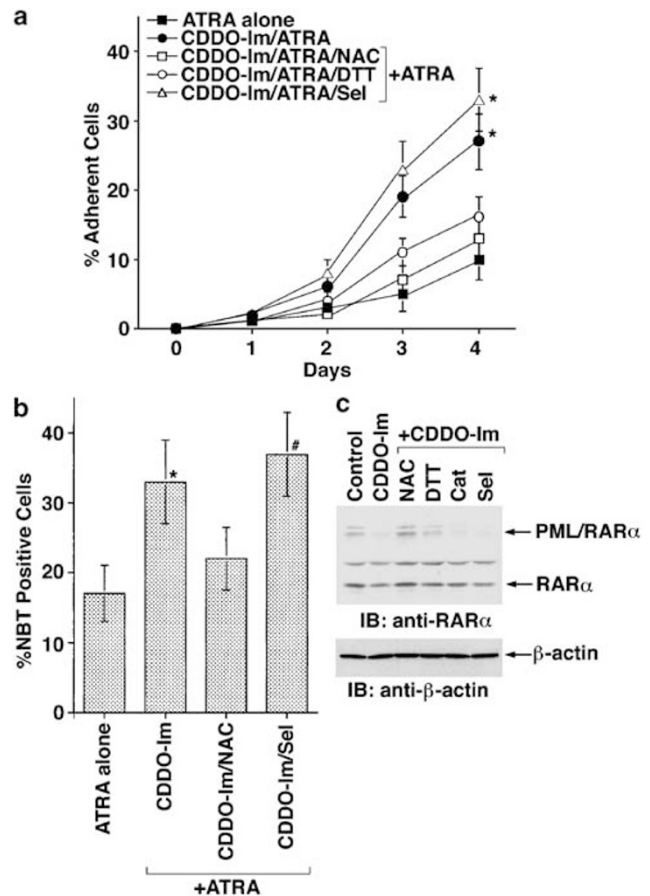 a
ATRA alone
CDDO-Im/ATRA
CDDO-Im/ATRA/NAC
CDDO-Im/ATRA/DTT
CDDO-Im/ATRA/Sel
+ATRA
% Adherent Cells
40
30
20
10
0
*
*
0 1 2 3 4
Days
b
%NBT Positive Cells
40
30
20
10
0
*
#
ATRA alone
CDDO-Im
CDDO-Im/NAC
CDDO-Im/Sel
+ATRA
c
Control
CDDO-Im
+CDDO-Im
NAC
DTT
Cat
Sel
PML/RARα
RARα
IB: anti-RARα
β-actin
IB: anti-β-actin